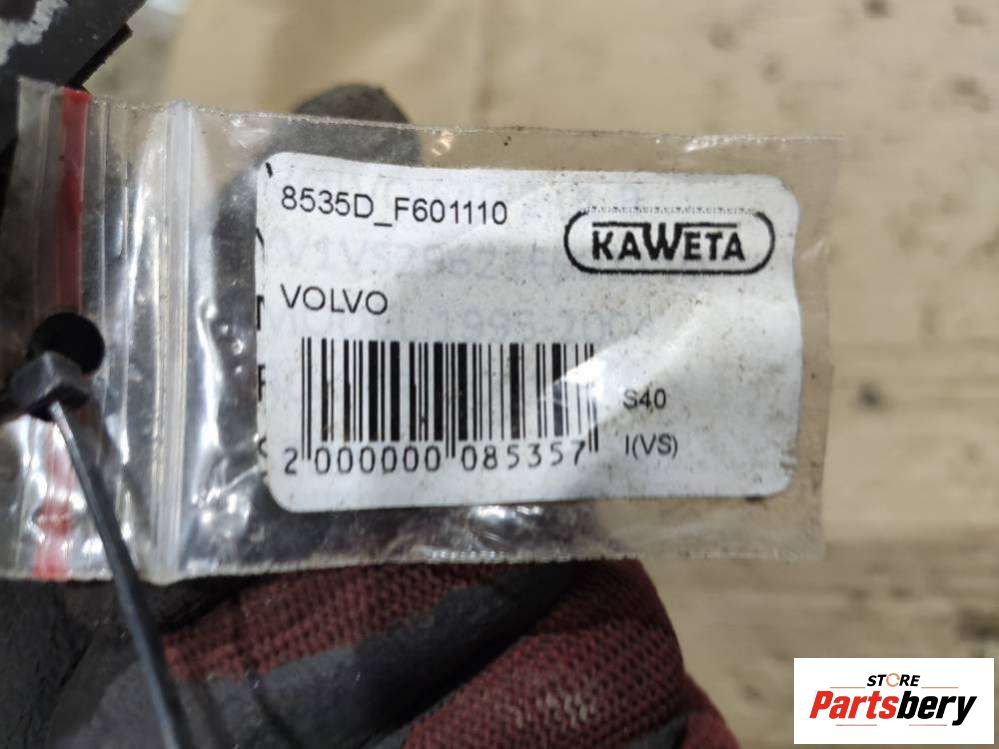 8535D_F601110
KAWETA
VOLVO
S40
I(VS)
2 000000 085357
STORE
Partsbery